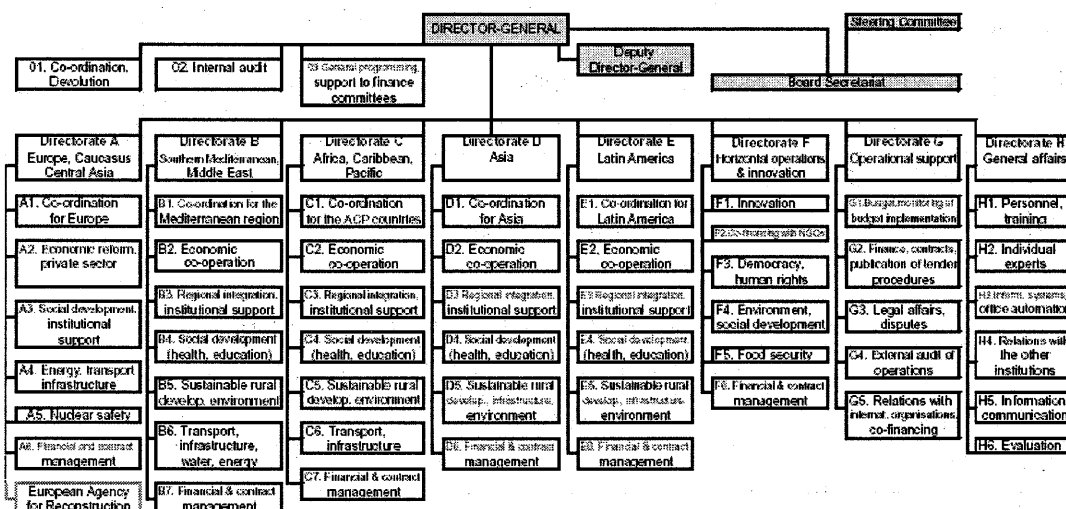 DIRECTOR-GENERAL
Steering Committee
Deputy
Director-General
Board Secretariat
01. Co-ordination,
Devolution
02. Internal audit
03 General programming,
support to finance
committees
Directorate A
Europe, Caucasus
Central Asia
A1. Co-ordination
for Europe
A2. Economic reform,
private sector
A3. Social development,
institutional
support
A4. Energy, transport
infrastructure
A5. Nuclear safety
A6. Financial and contract
management
European Agency
for Reconstruction
Directorate B
Southern Mediterranean,
Middle East
B1. Co-ordination for the
Mediterranean region
B2. Economic
co-operation
B3. Regional integration,
institutional support
B4. Social development
(health, education)
B5. Sustainable rural
develop. environment
B6. Transport,
infrastructure,
water, energy
B7. Financial & contract
management
Directorate C
Africa, Caribbean,
Pacific
C1. Co-ordination
for the ACP countries
C2. Economic
co-operation
C3. Regional integration,
institutional support
C4. Social development
(health, education)
C5. Sustainable rural
develop. environment
C6. Transport,
infrastructure
C7. Financial & contract
management
Directorate D
Asia
D1. Co-ordination
for Asia
D2. Economic
co-operation
D3 Regional integration,
institutional support
D4. Social development
(health, education)
D5. Sustainable rural
develop., infrastructure,
environment
D6. Financial & contract
management
Directorate E
Latin America
E1. Co-ordination for
Latin America
E2. Economic
co-operation
E3 Regional integration,
institutional support
E4. Social development
(health, education)
E5. Sustainable rural
develop., infrastructure,
environment
E6. Financial & contract
management
Directorate F
Horizontal operations
& innovation
F1. Innovation
F2. Co-financing with NGOs
F3. Democracy,
human rights
F4. Environment,
social development
F5. Food security
F6. Financial & contract
management
Directorate G
Operational support
G1. Budget, monitoring of
budget implementation
G2. Finance, contracts,
publication of tender
procedures
G3. Legal affairs,
disputes
G4. External audit of
operations
G5. Relations with
internat. organisations,
co-financing
Directorate H
General affairs
H1. Personnel,
training
H2. Individual
experts
H3 Inform. systems,
office automation
H4. Relations with
the other
institutions
H5. Information,
communication
H6. Evaluation